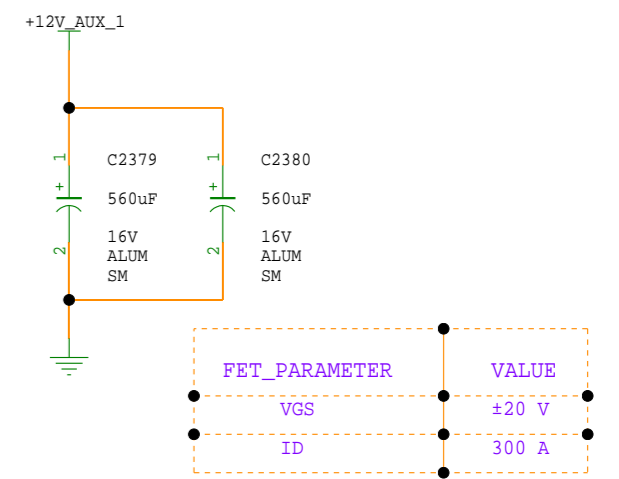 +12V_AUX_1
1
C2379
+
560uF
2
16V
ALUM
SM
1
C2380
+
560uF
2
16V
ALUM
SM
FET_PARAMETER VALUE
VGS ±20 V
ID 300 A